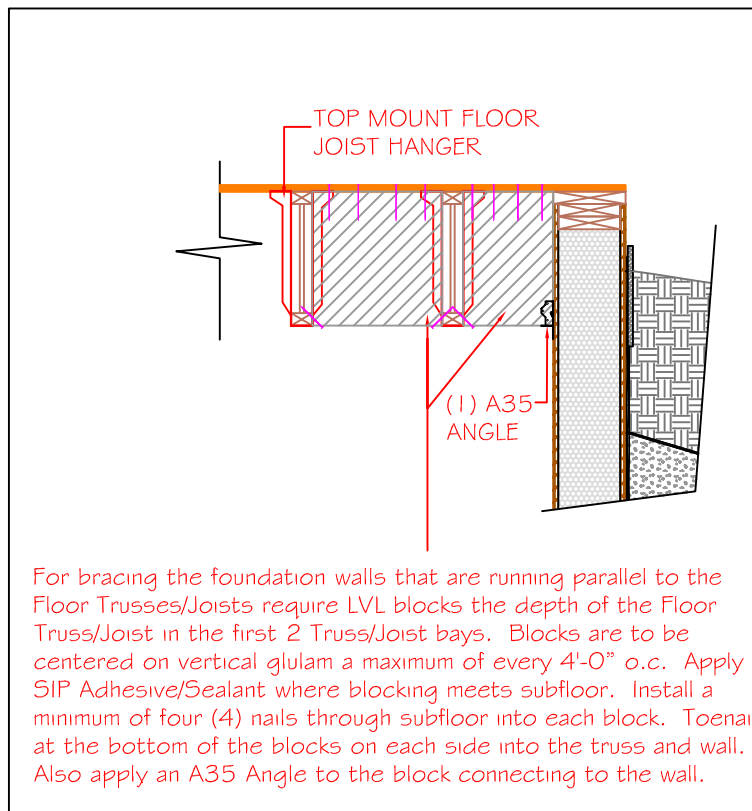 TOP MOUNT FLOOR
JOIST HANGER
(1) A35
ANGLE
For bracing the foundation walls that are running parallel to the
Floor Trusses/Joists require LVL blocks the depth of the Floor
Truss/Joist in the first 2 Truss/Joist bays. Blocks are to be
centered on vertical glulam a maximum of every 4'-0" o.c. Apply
SIP Adhesive/Sealant where blocking meets subfloor. Install a
minimum of four (4) nails through subfloor into each block.
at the bottom of the blocks on each side into the truss and wall.
Also apply an A35 Angle to the block connecting to the wall.